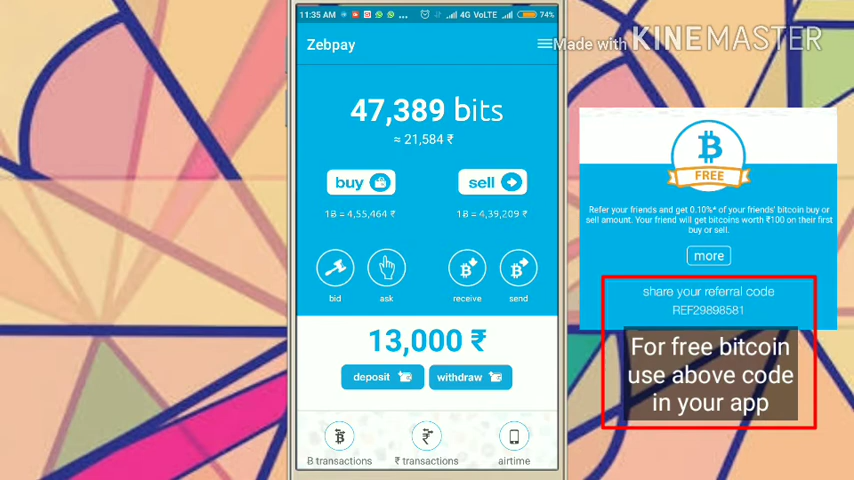 11:35 AM ... 4G VoLTE 74%
Zebpay
Made with KINEMASTER
47,389 bits
≈ 21,584 ₹
buy
sell
1Ƀ = 4,55,464 ₹
1Ƀ = 4,39,209 ₹
bid
ask
receive
send
13,000 ₹
deposit
withdraw
B transactions
₹ transactions
airtime
FREE
Refer your friends and get 0.10%* of your friends' bitcoin buy or
sell amount. Your friend will get bitcoins worth ₹100 on their first
buy or sell.
more
share your referral code
REF29898581
For free bitcoin
use above code
in your app